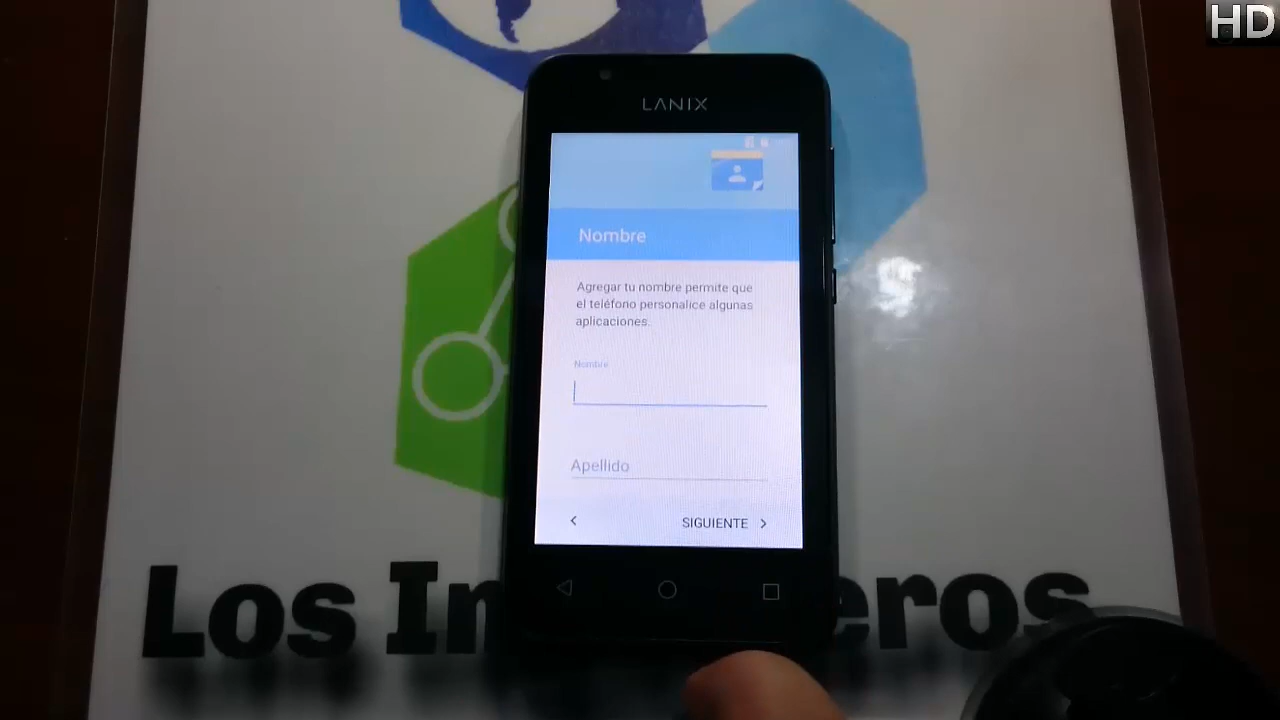 HD
LANIX
Nombre
Agregar tu nombre permite que
el teléfono personalice algunas
aplicaciones.
Nombre
Apellido
SIGUIENTE
Los In eros